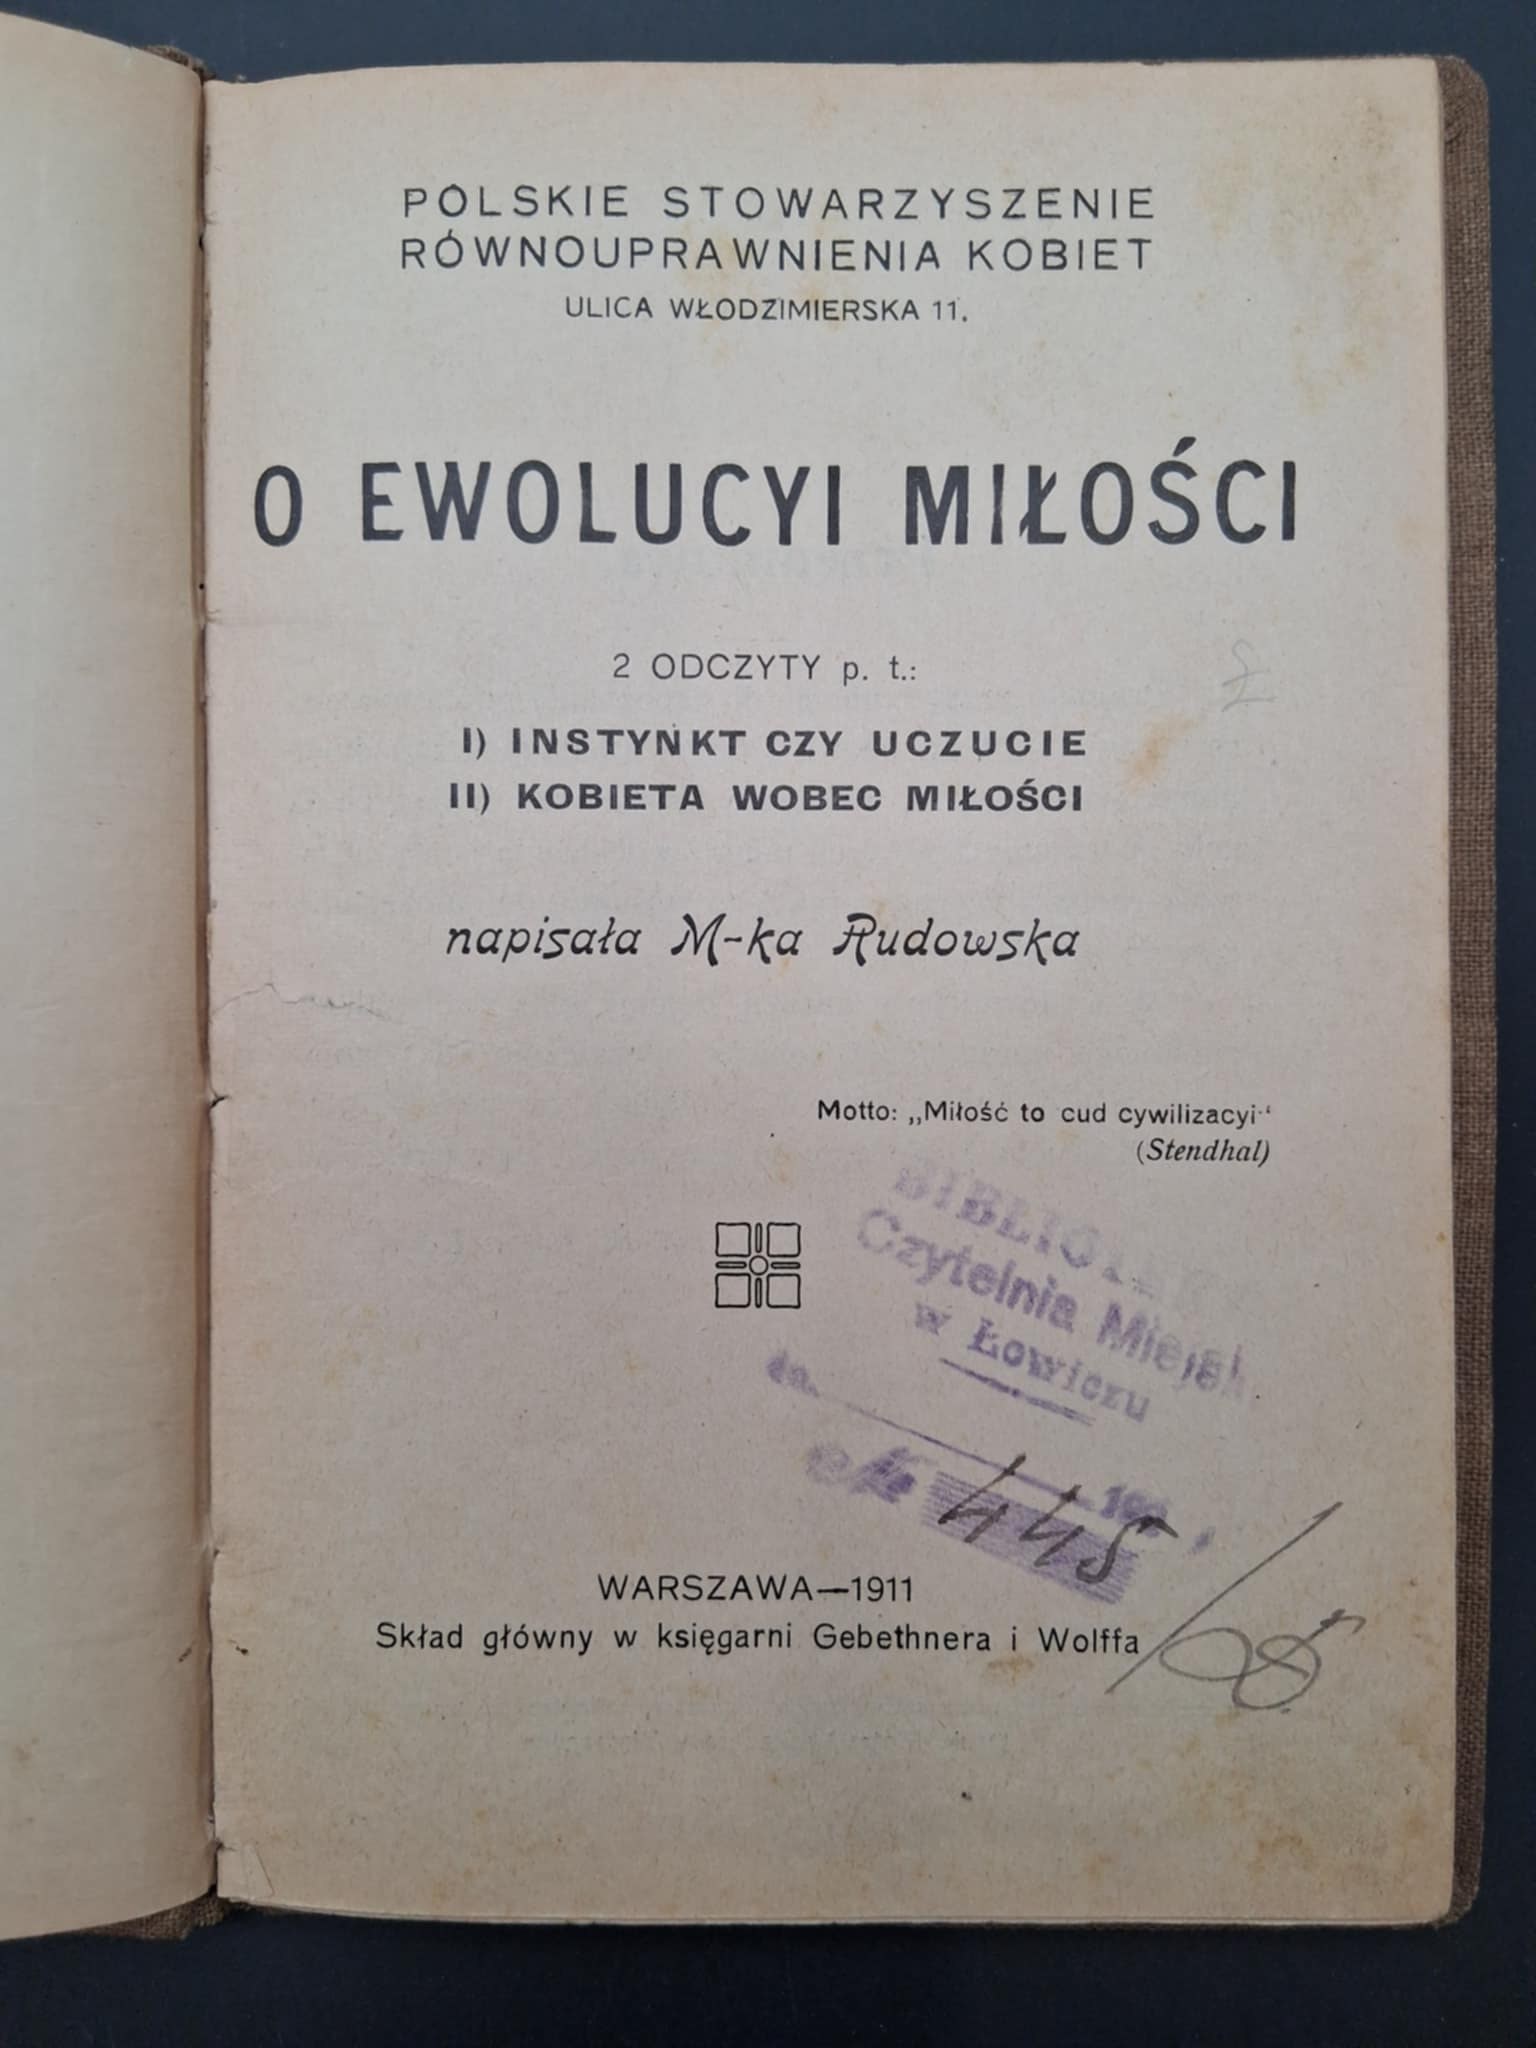 POLSKIE STOWARZYSZENIE
RÓWNOUPRAWNIENIA KOBIET
ULICA WŁODZIMIERSKA 11.
O EWOLUCYI MIŁOŚCI
2 ODCZYTY p. t.:
I) INSTYNKT CZY UCZUCIE
II) KOBIETA WOBEC MIŁOŚCI
napisała M-ka Rudowska
Motto: „Miłość to cud cywilizacyi“
(Stendhal)
Czytelnia
w Łowiczu
445
WARSZAWA—1911
Skład główny w księgarni Gebethnera i Wolffa